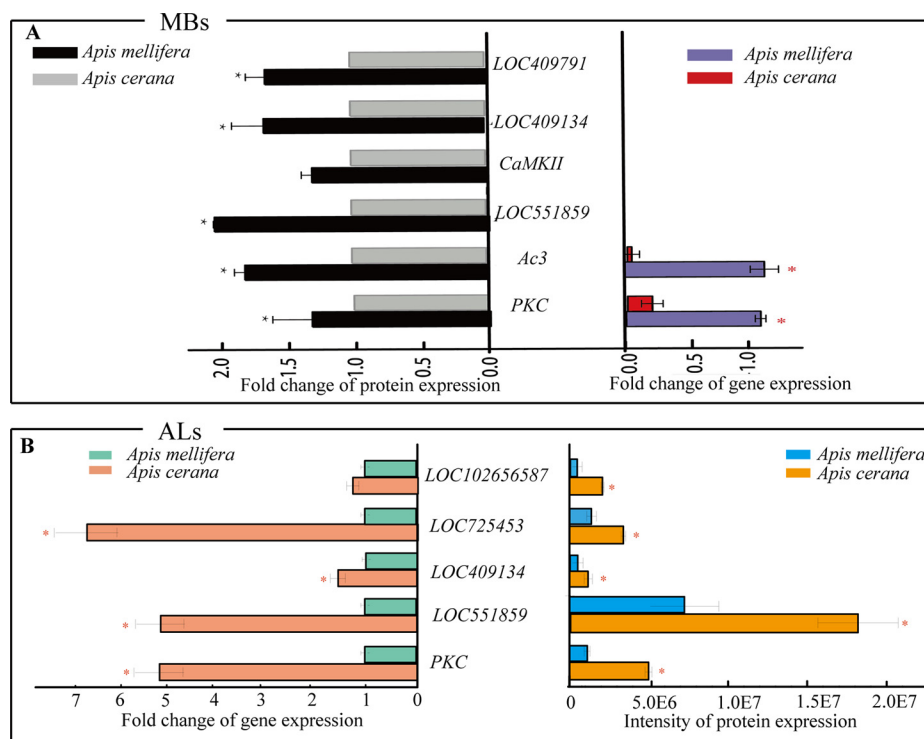 MBs
A
Apis mellifera
Apis cerana
LOC409791
LOC409134
CaMKII
LOC551859
Ac3
PKC
Apis mellifera
Apis cerana
*
*
*
*
*
*
*
2.0
1.5
1.0
0.5
0.0
0.0
0.5
1.0
Fold change of protein expression
Fold change of gene expression
ALs
B
Apis mellifera
Apis cerana
LOC102656587
LOC725453
LOC409134
LOC551859
PKC
Apis mellifera
Apis cerana
*
*
*
*
*
*
*
*
*
7 6 5 4 3 2 1 0
0 5.0E6 1.0E7 1.5E7 2.0E7
Fold change of gene expression
Intensity of protein expression